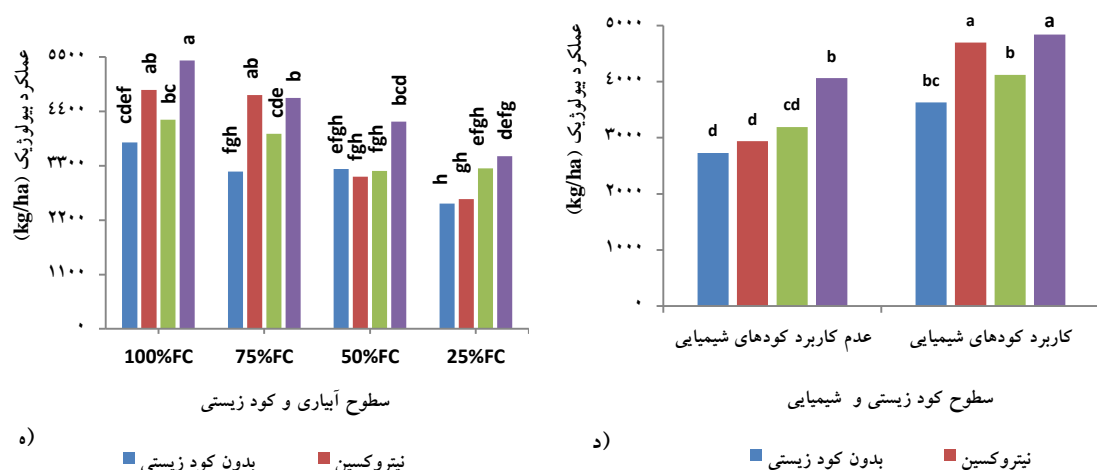 عملکرد بیولوژیک (kg/ha)
۵۵۰۰
۴۴۰۰
۳۳۰۰
۲۲۰۰
۱۱۰۰
۰
cdef ab bc a
fgh ab cde b
efgh fgh fgh bcd
h gh efgh defg
100%FC 75%FC 50%FC 25%FC
سطوح آبیاری و کود زیستی
ه)
بدون کود زیستی نیتروکسین
عملکرد بیولوژیک (kg/ha)
۵۰۰۰
۴۰۰۰
۳۰۰۰
۲۰۰۰
۱۰۰۰
۰
d d cd b
bc a b a
عدم کاربرد کودهای شیمیایی کاربرد کودهای شیمیایی
سطوح کود زیستی و شیمیایی
د)
بدون کود زیستی نیتروکسین